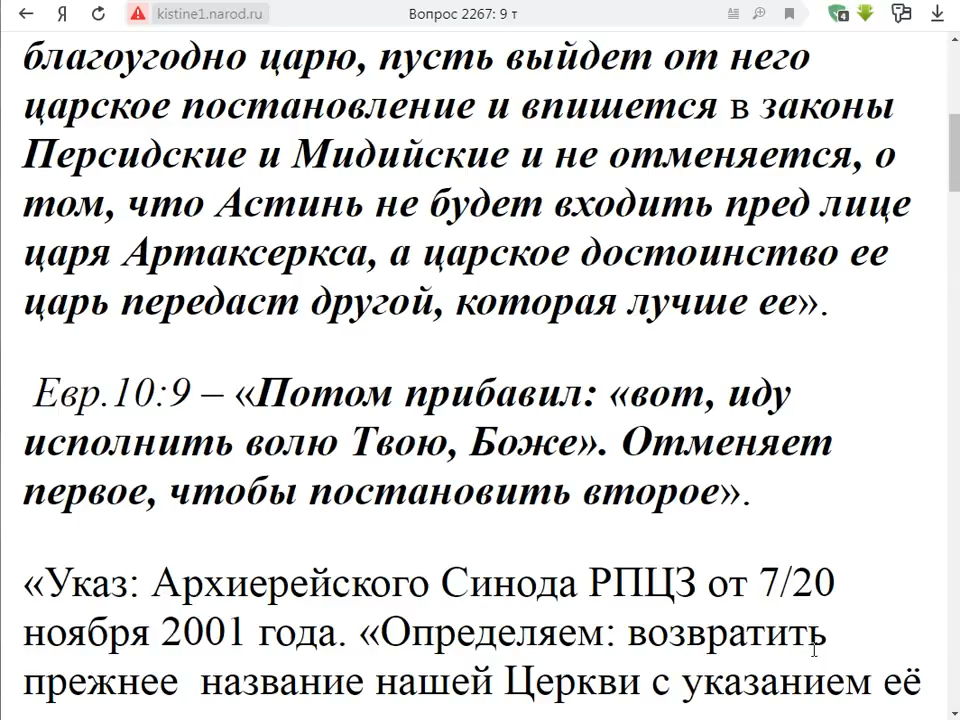 kistine1.narod.ru
Вопрос 2267: 9 т
4
благоугодно царю, пусть выйдет от него
царское постановление и впишется в законы
Персидские и Мидийские и не отменяется, о
том, что Астинь не будет входить пред лице
царя Артаксеркса, а царское достоинство ее
царь передаст другой, которая лучше ее».
Евр.10:9 – «Потом прибавил: «вот, иду
исполнить волю Твою, Боже». Отменяет
первое, чтобы постановить второе».
«Указ: Архиерейского Синода РПЦЗ от 7/20
ноября 2001 года. «Определяем: возвратить
прежнее название нашей Церкви с указанием её